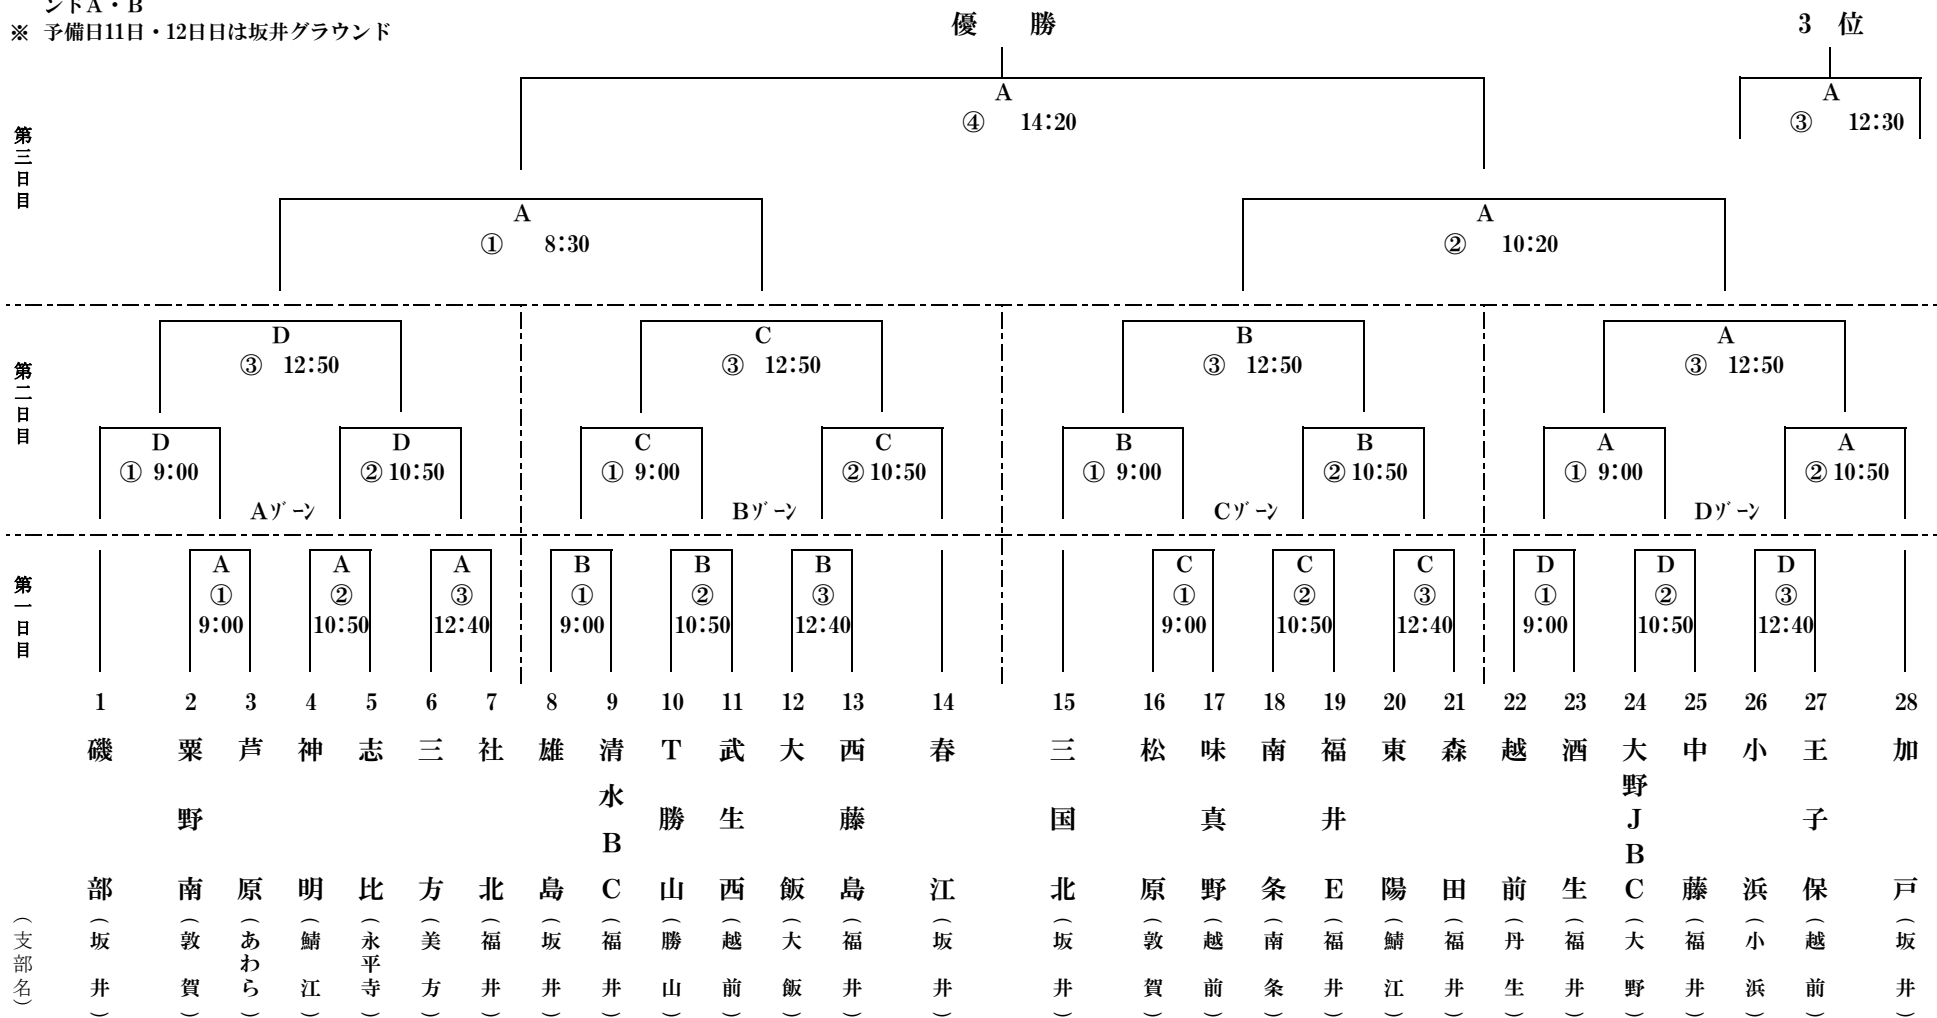 ンドA・B
※ 予備日11日・12日日は坂井グラウンド
優　勝
3　位
A
④　14：20
A
③　12：30
第三日目
A
①　8：30
A
②　10：20
第二日目
D
③　12：50
C
③　12：50
B
③　12：50
A
③　12：50
D
① 9：00
D
② 10：50
C
① 9：00
C
② 10：50
B
① 9：00
B
② 10：50
A
① 9：00
A
② 10：50
Aｿﾞｰﾝ
Bｿﾞｰﾝ
Cｿﾞｰﾝ
Dｿﾞｰﾝ
第一日目
A
①
9：00
A
②
10：50
A
③
12：40
B
①
9：00
B
②
10：50
B
③
12：40
C
①
9：00
C
②
10：50
C
③
12：40
D
①
9：00
D
②
10：50
D
③
12：40
（支部名）
1 磯部（坂井）
2 粟野南（敦賀）
3 芦原（あわら）
4 神明（鯖江）
5 志比（永平寺）
6 三方（美方）
7 社北（福井）
8 雄島（坂井）
9 清水BC（福井）
10 T勝山（勝山）
11 武生西（越前）
12 大飯（大飯）
13 西藤島（福井）
14 春江（坂井）
15 三国北（坂井）
16 松原（敦賀）
17 味真野（越前）
18 南条（南条）
19 福井E（福井）
20 東陽（鯖江）
21 森田（福井）
22 越前（丹生）
23 酒生（福井）
24 大野JBC（大野）
25 中藤（福井）
26 小浜（小浜）
27 王子保（越前）
28 加戸（坂井）